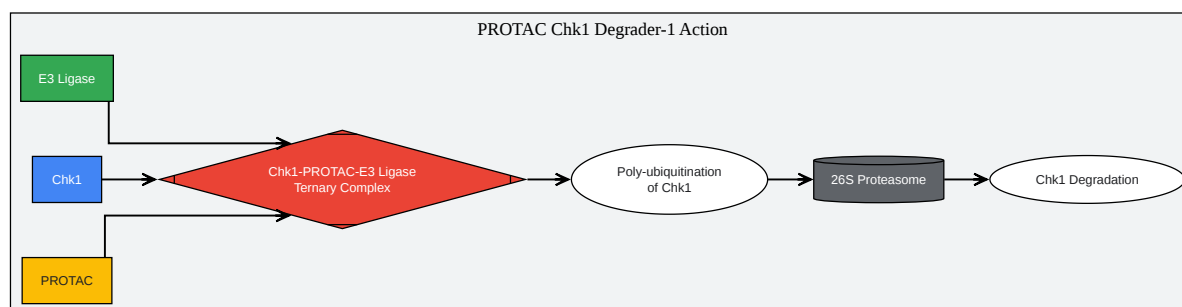 PROTAC Chk1 Degrader-1 Action
E3 Ligase
Chk1
PROTAC
Chk1-PROTAC-E3 Ligase
Ternary Complex
Poly-ubiquitination
of Chk1
26S Proteasome
Chk1 Degradation